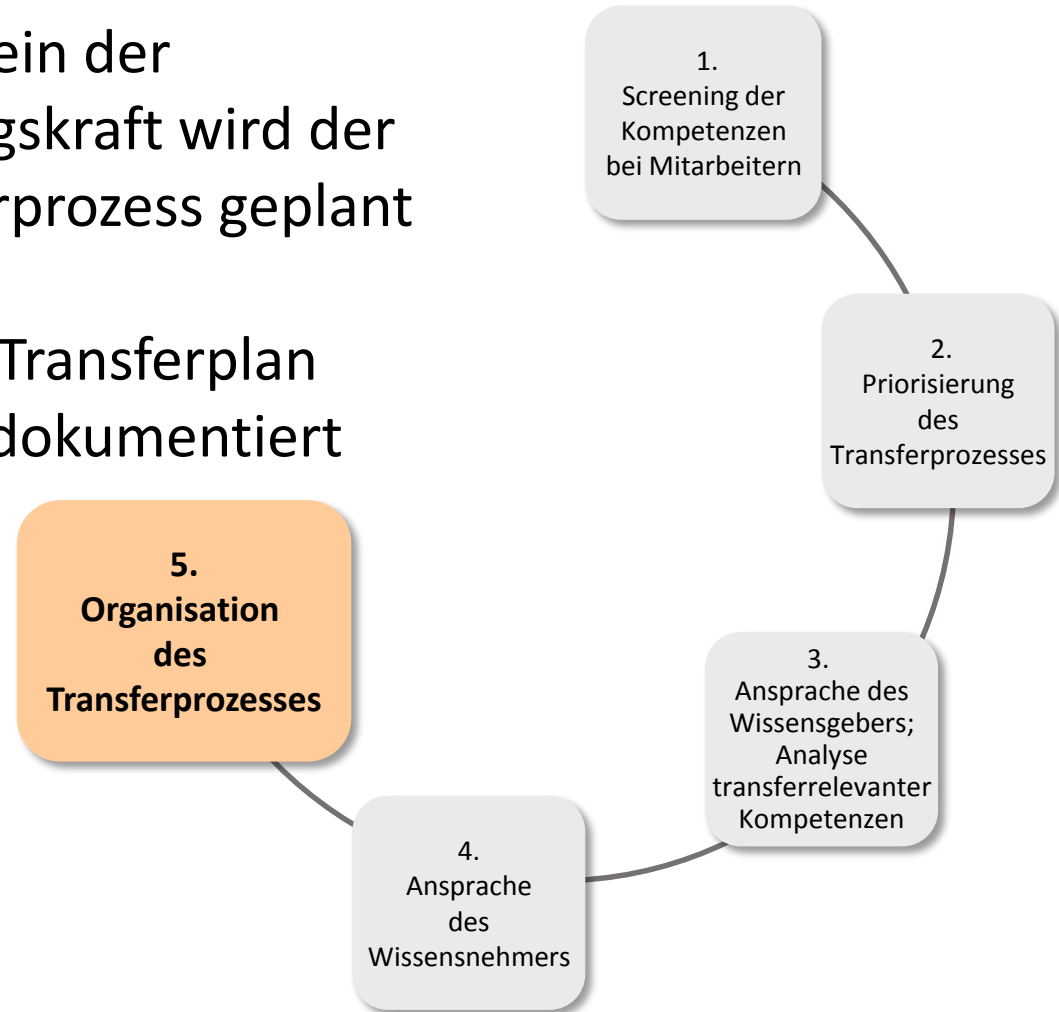 ein der
gskraft wird der
rprozess geplant
Transferplan
dokumentiert
1.
Screening der
Kompetenzen
bei Mitarbeitern
2.
Priorisierung
des
Transferprozesses
3.
Ansprache des
Wissensgebers;
Analyse
transferrelevanter
Kompetenzen
4.
Ansprache
des
Wissensnehmers
5.
Organisation
des
Transferprozesses